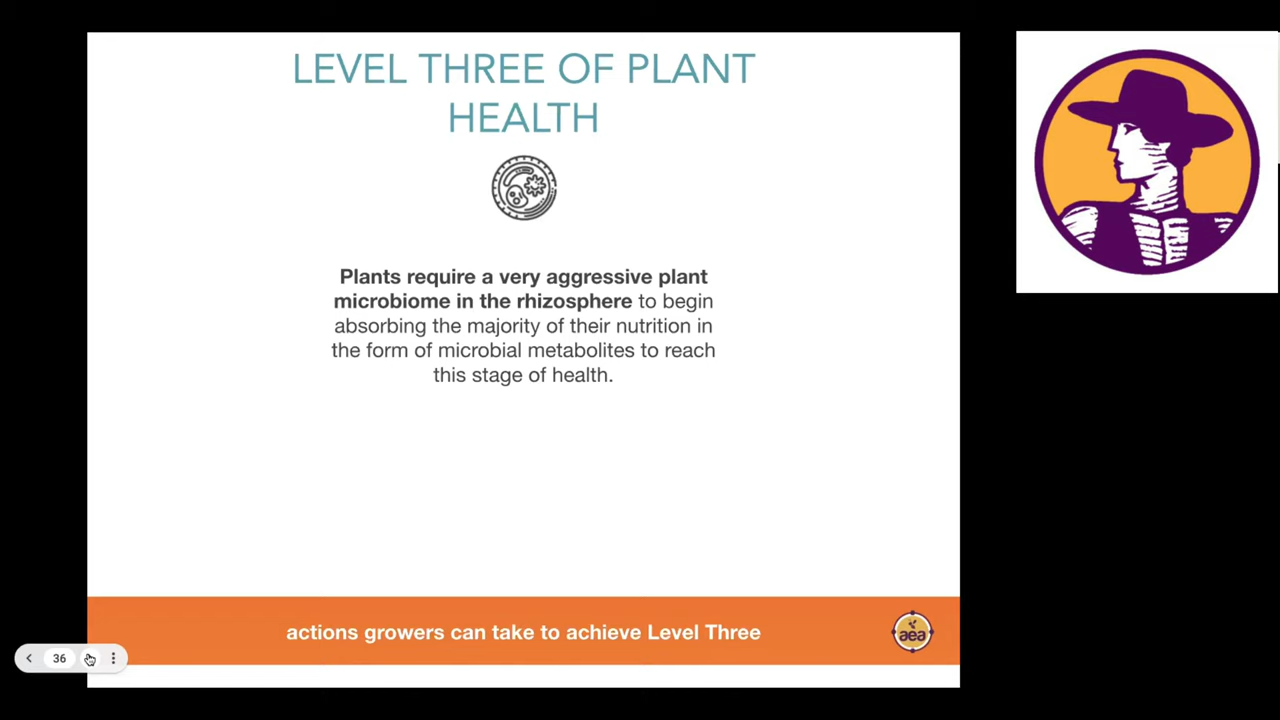 LEVEL THREE OF PLANT
HEALTH
Plants require a very aggressive plant
microbiome in the rhizosphere to begin
absorbing the majority of their nutrition in
the form of microbial metabolites to reach
this stage of health.
actions growers can take to achieve Level Three
aea
36